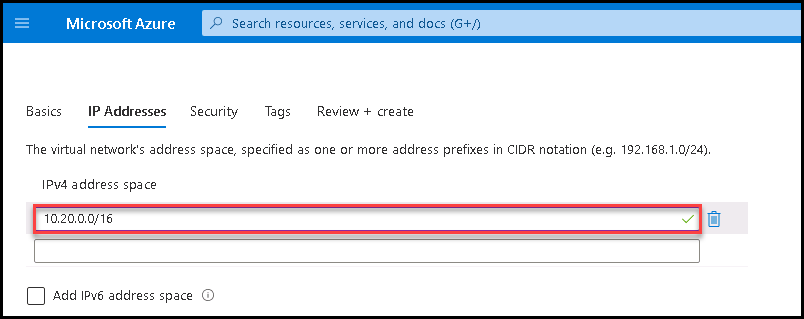 Microsoft Azure
Search resources, services, and docs (G+/)
Basics IP Addresses Security Tags Review + create
The virtual network's address space, specified as one or more address prefixes in CIDR notation (e.g. 192.168.1.0/24).
IPv4 address space
10.20.0.0/16
Add IPv6 address space